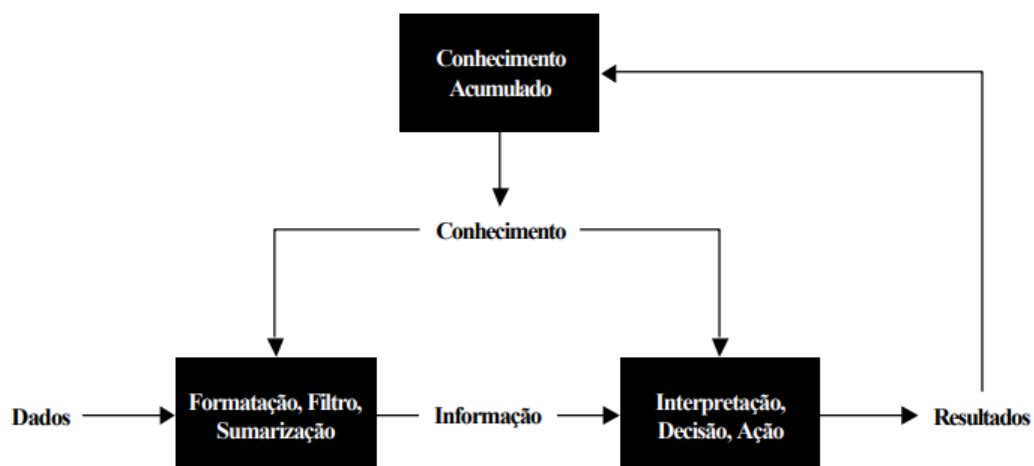 Conhecimento
Acumulado
Conhecimento
Dados
Formatação, Filtro,
Sumarização
Informação
Interpretação,
Decisão, Ação
Resultados